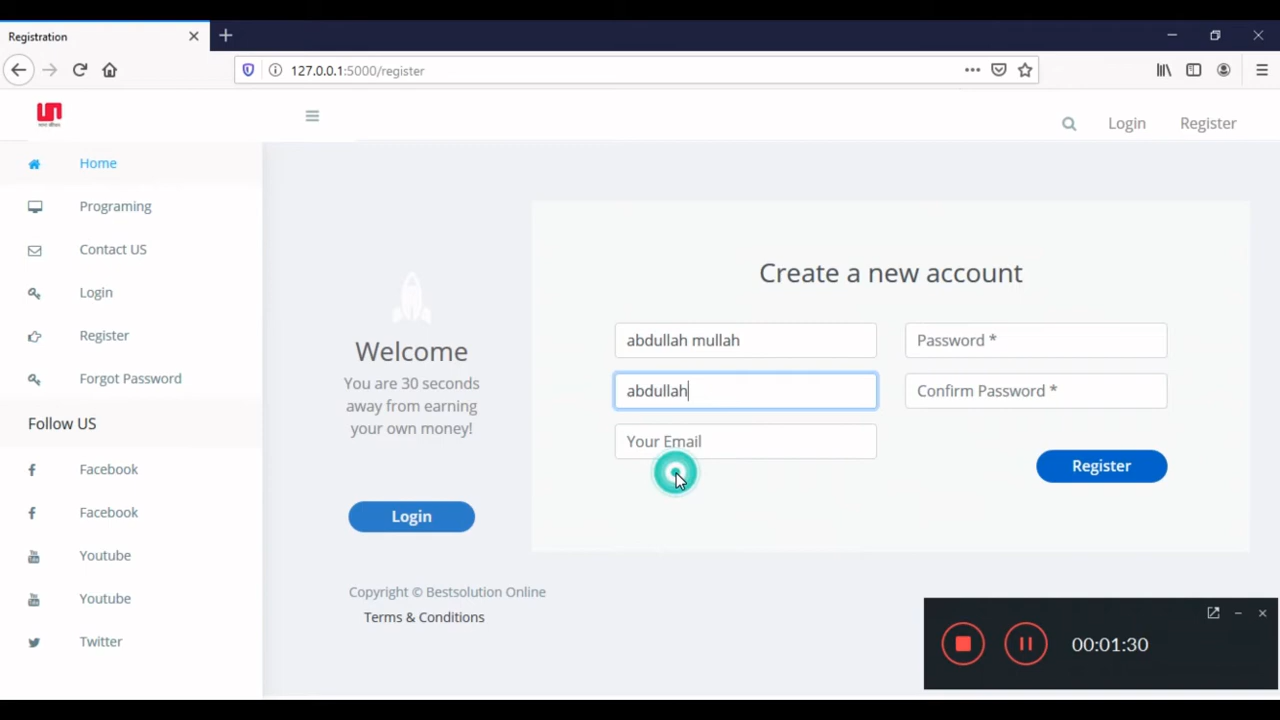 Registration
127.0.0.1:5000/register
Login
Register
Home
Programing
Contact US
Login
Register
Forgot Password
Follow US
Facebook
Facebook
Youtube
Youtube
Twitter
Welcome
You are 30 seconds
away from earning
your own money!
Login
Create a new account
abdullah mullah
Password *
abdullah
Confirm Password *
Your Email
Register
Copyright © Bestsolution Online
Terms & Conditions
00:01:30